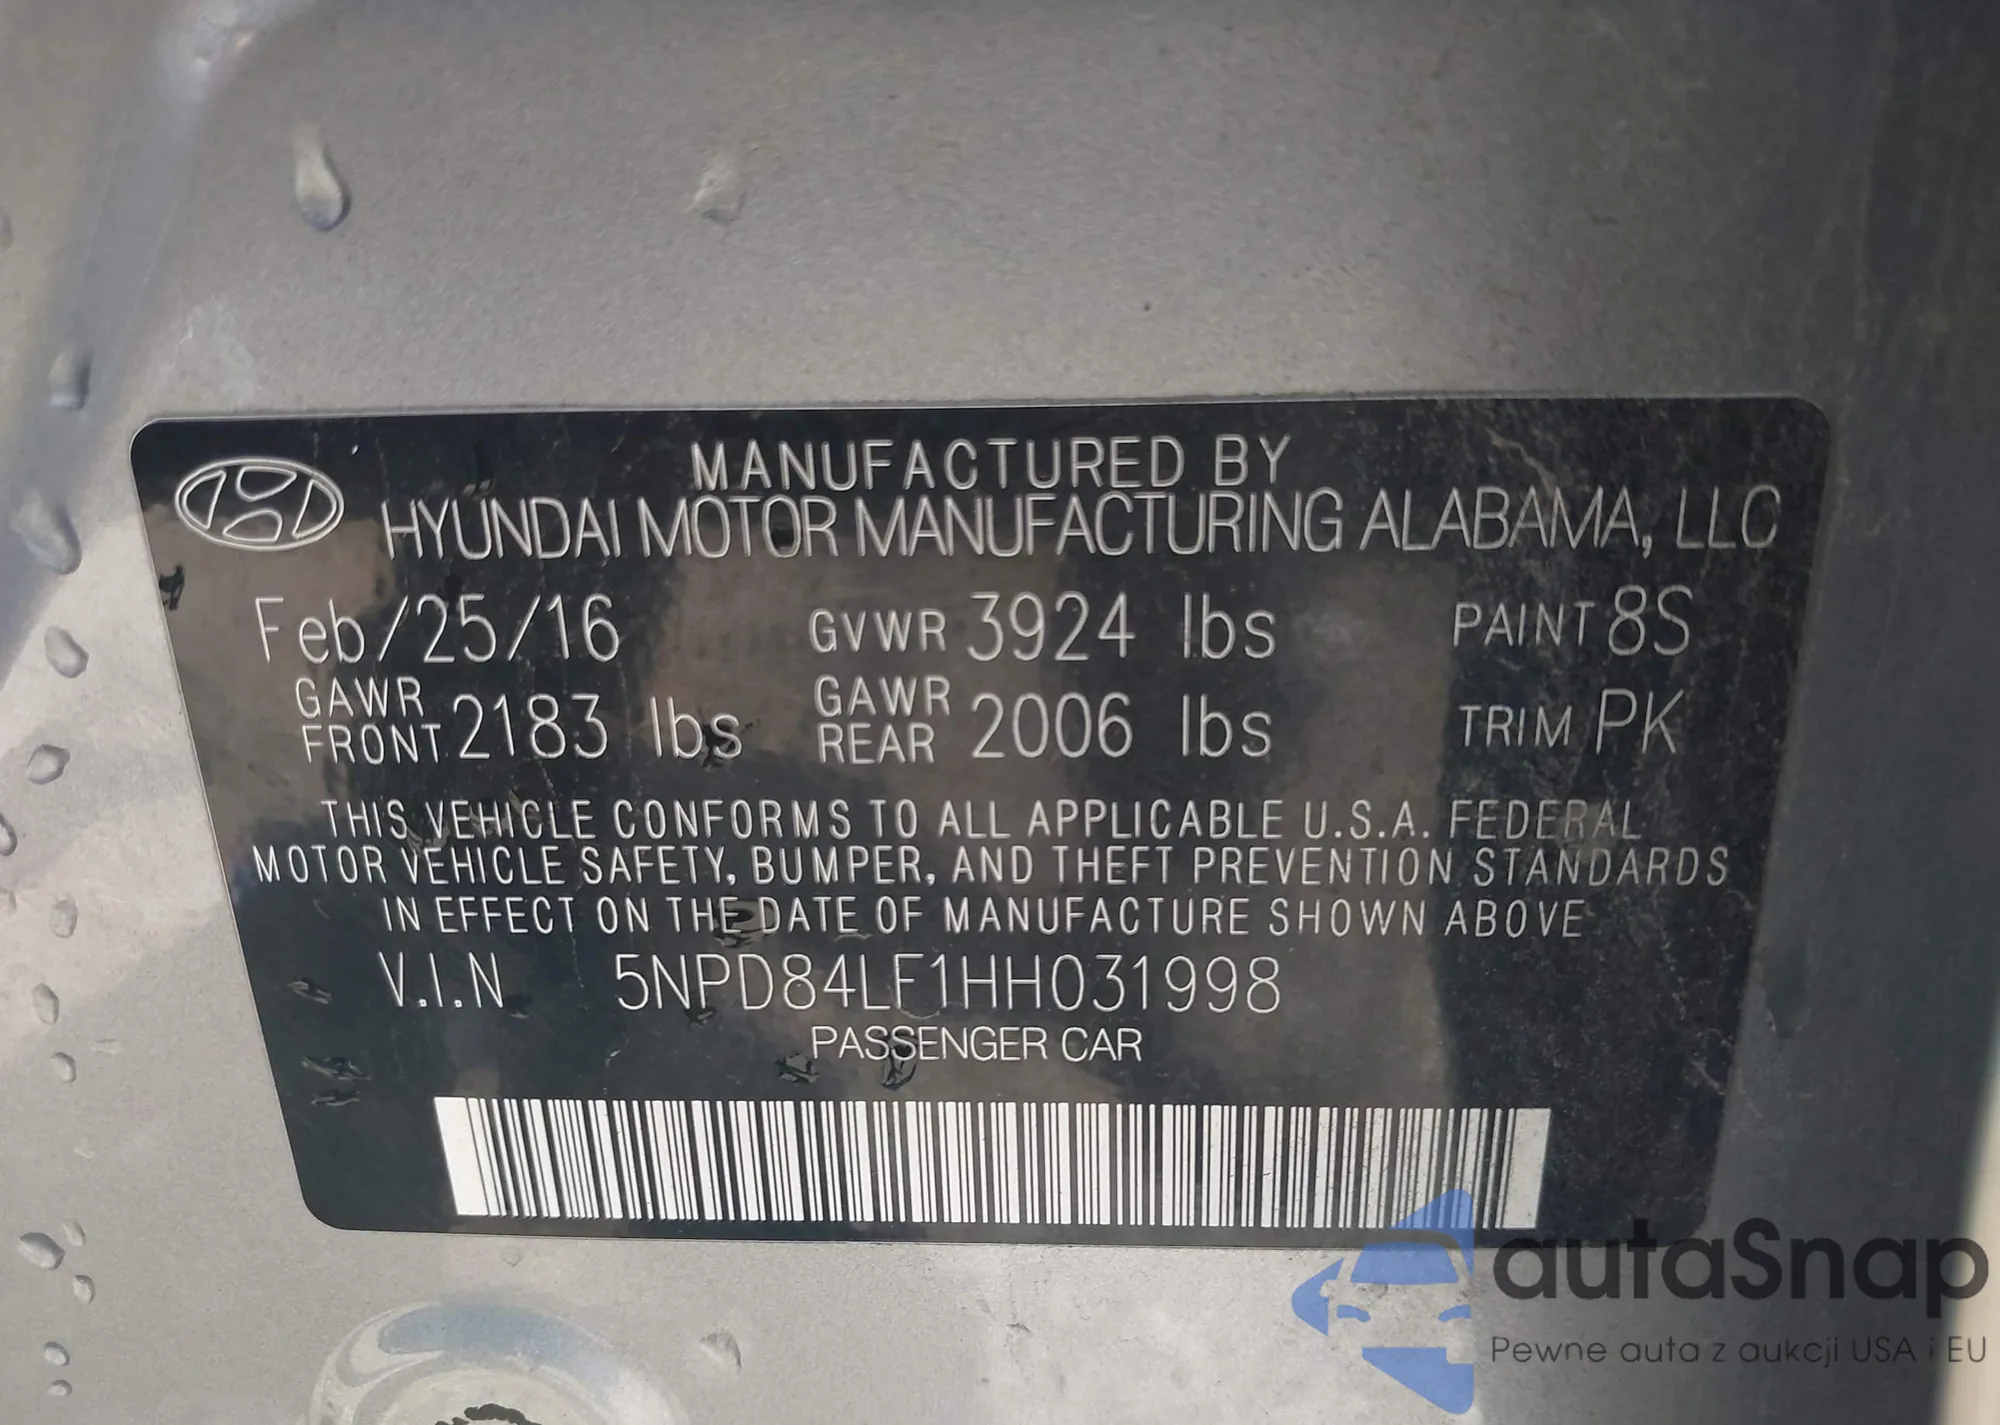 MANUFACTURED BY
HYUNDAI MOTOR MANUFACTURING ALABAMA, LLC
Feb/25/16 GVWR 3924 lbs PAINT 8S
GAWR FRONT 2183 lbs GAWR REAR 2006 lbs TRIM PK
THIS VEHICLE CONFORMS TO ALL APPLICABLE U.S.A. FEDERAL
MOTOR VEHICLE SAFETY, BUMPER, AND THEFT PREVENTION STANDARDS
IN EFFECT ON THE DATE OF MANUFACTURE SHOWN ABOVE
V.I.N 5NPD84LF1HH031998
PASSENGER CAR
autaSnap
Pewne auta z aukcji USA i EU